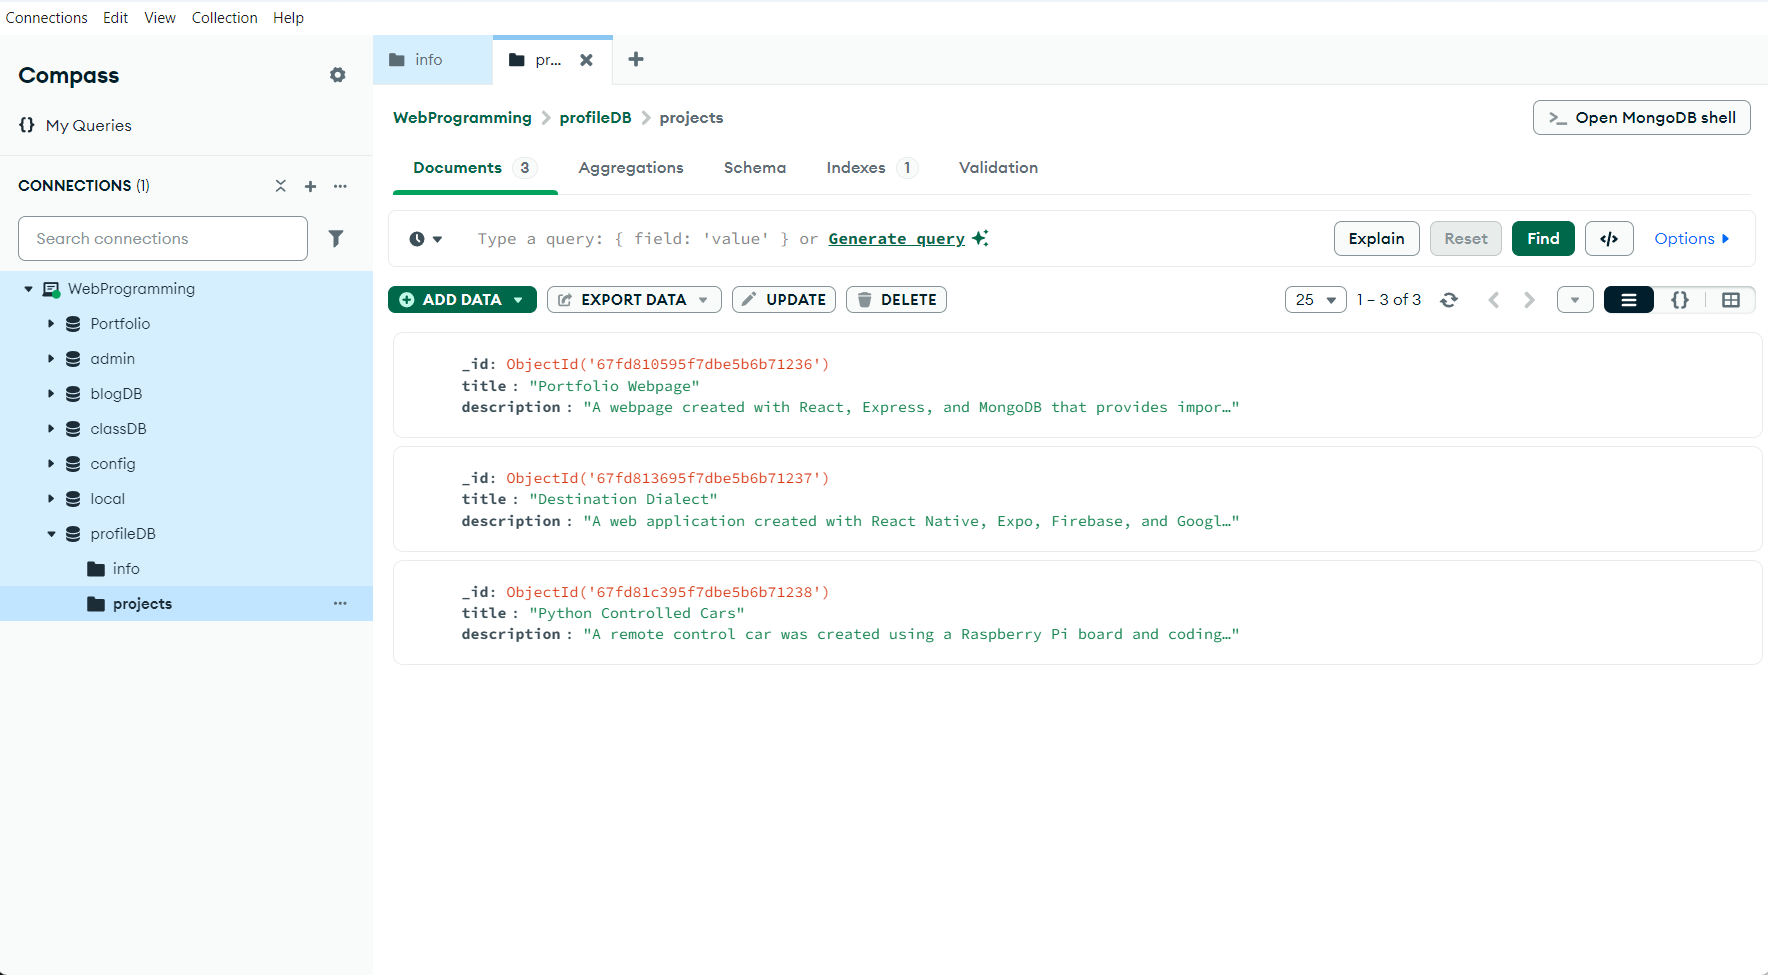 Connections Edit View Collection Help
Compass
{} My Queries
CONNECTIONS (1)
Search connections
WebProgramming
Portfolio
admin
blogDB
classDB
config
local
profileDB
info
projects
info pr...
WebProgramming > profileDB > projects
>_ Open MongoDB shell
Documents 3 Aggregations Schema Indexes 1 Validation
Type a query: { field: 'value' } or Generate query
Explain Reset Find </> Options
ADD DATA EXPORT DATA UPDATE DELETE
25 1 – 3 of 3 {}
_id: ObjectId('67fd810595f7dbe5b6b71236')
title : "Portfolio Webpage"
description : "A webpage created with React, Express, and MongoDB that provides impor…"
_id: ObjectId('67fd813695f7dbe5b6b71237')
title : "Destination Dialect"
description : "A web application created with React Native, Expo, Firebase, and Googl…"
_id: ObjectId('67fd81c395f7dbe5b6b71238')
title : "Python Controlled Cars"
description : "A remote control car was created using a Raspberry Pi board and coding…"